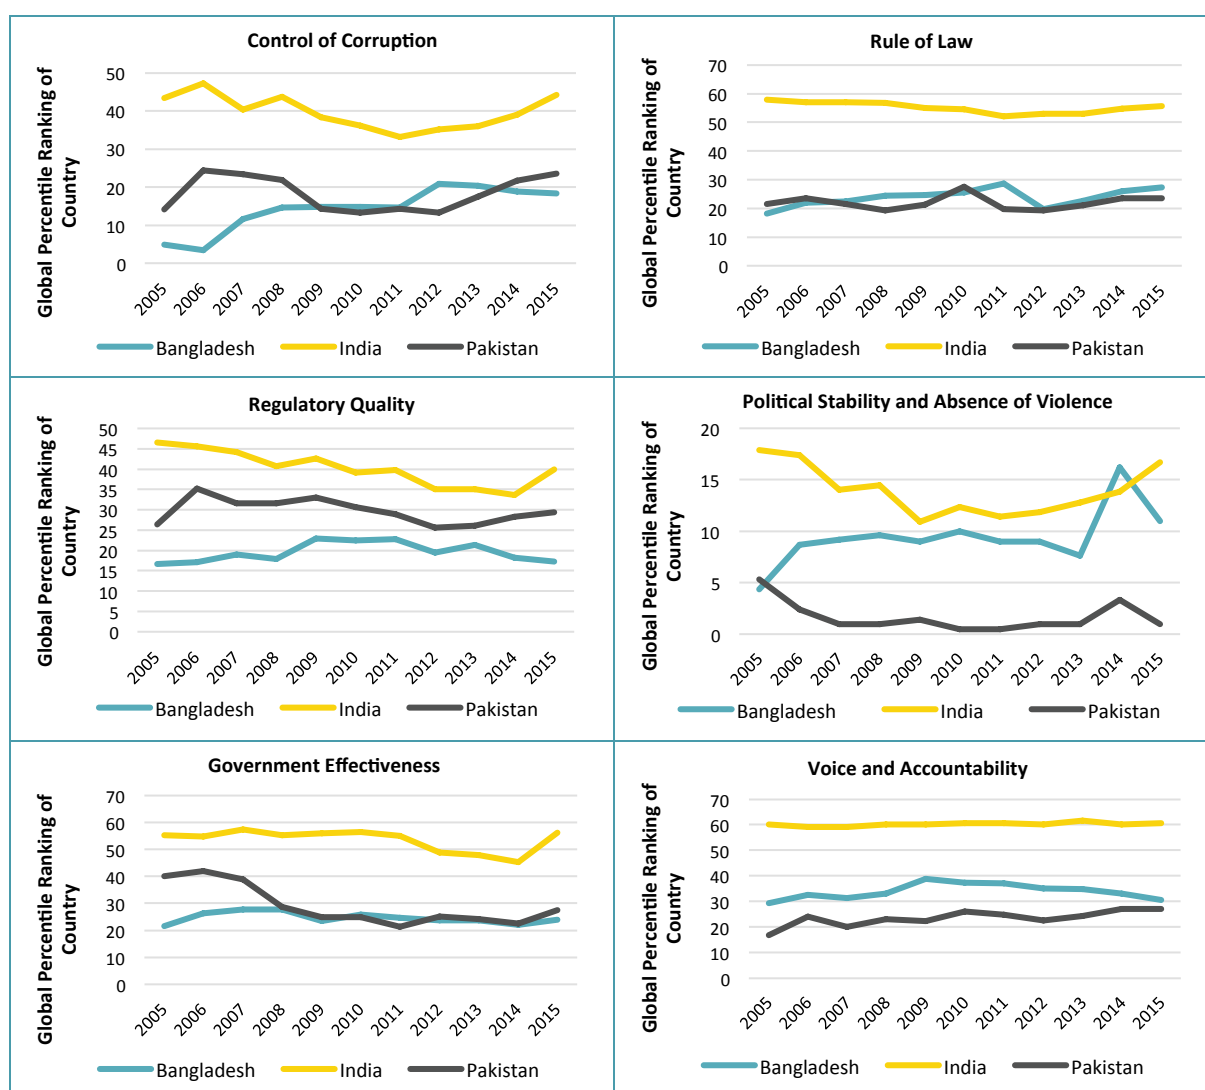 Control of Corruption
Global Percentile Ranking of
Country
50
40
30
20
10
0
2005 2006 2007 2008 2009 2010 2011 2012 2013 2014 2015
Bangladesh India Pakistan
Rule of Law
Global Percentile Ranking of
Country
70
60
50
40
30
20
10
0
2005 2006 2007 2008 2009 2010 2011 2012 2013 2014 2015
Bangladesh India Pakistan
Regulatory Quality
Global Percentile Ranking of
Country
50
45
40
35
30
25
20
15
10
5
0
2005 2006 2007 2008 2009 2010 2011 2012 2013 2014 2015
Bangladesh India Pakistan
Political Stability and Absence of Violence
Global Percentile Ranking of
Country
20
15
10
5
0
2005 2006 2007 2008 2009 2010 2011 2012 2013 2014 2015
Bangladesh India Pakistan
Government Effectiveness
Global Percentile Ranking of
Country
70
60
50
40
30
20
10
0
2005 2006 2007 2008 2009 2010 2011 2012 2013 2014 2015
Bangladesh India Pakistan
Voice and Accountability
Global Percentile Ranking of
Country
70
60
50
40
30
20
10
0
2005 2006 2007 2008 2009 2010 2011 2012 2013 2014 2015
Bangladesh India Pakistan